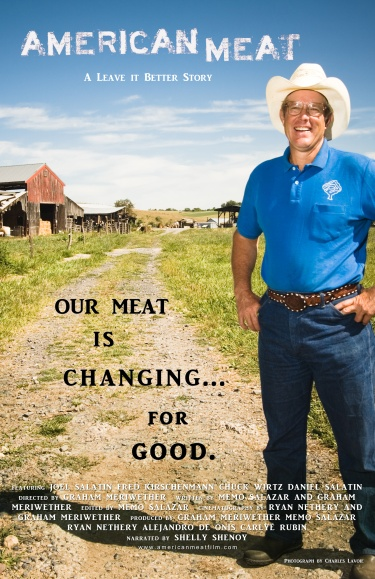 AMERICAN MEAT
A LEAVE IT BETTER STORY
OUR MEAT
IS
CHANGING...
FOR
GOOD.
FEATURING JOEL SALATIN FRED KIRSCHENMANN CHUCK WIRTZ DANIEL SALATIN
DIRECTED BY GRAHAM MERIWETHER WRITTEN BY MEMO SALAZAR AND GRAHAM
MERIWETHER EDITED BY MEMO SALAZAR CINEMATOGRAPHY BY RYAN NETHERY AND
GRAHAM MERIWETHER PRODUCED BY GRAHAM MERIWETHER MEMO SALAZAR
RYAN NETHERY ALEJANDRO DE ONIS CARLYE RUBIN
NARRATED BY SHELLY SHENOY
www.americanmeatfilm.com
PHOTOGRAPH BY CHARLES LAVOIE